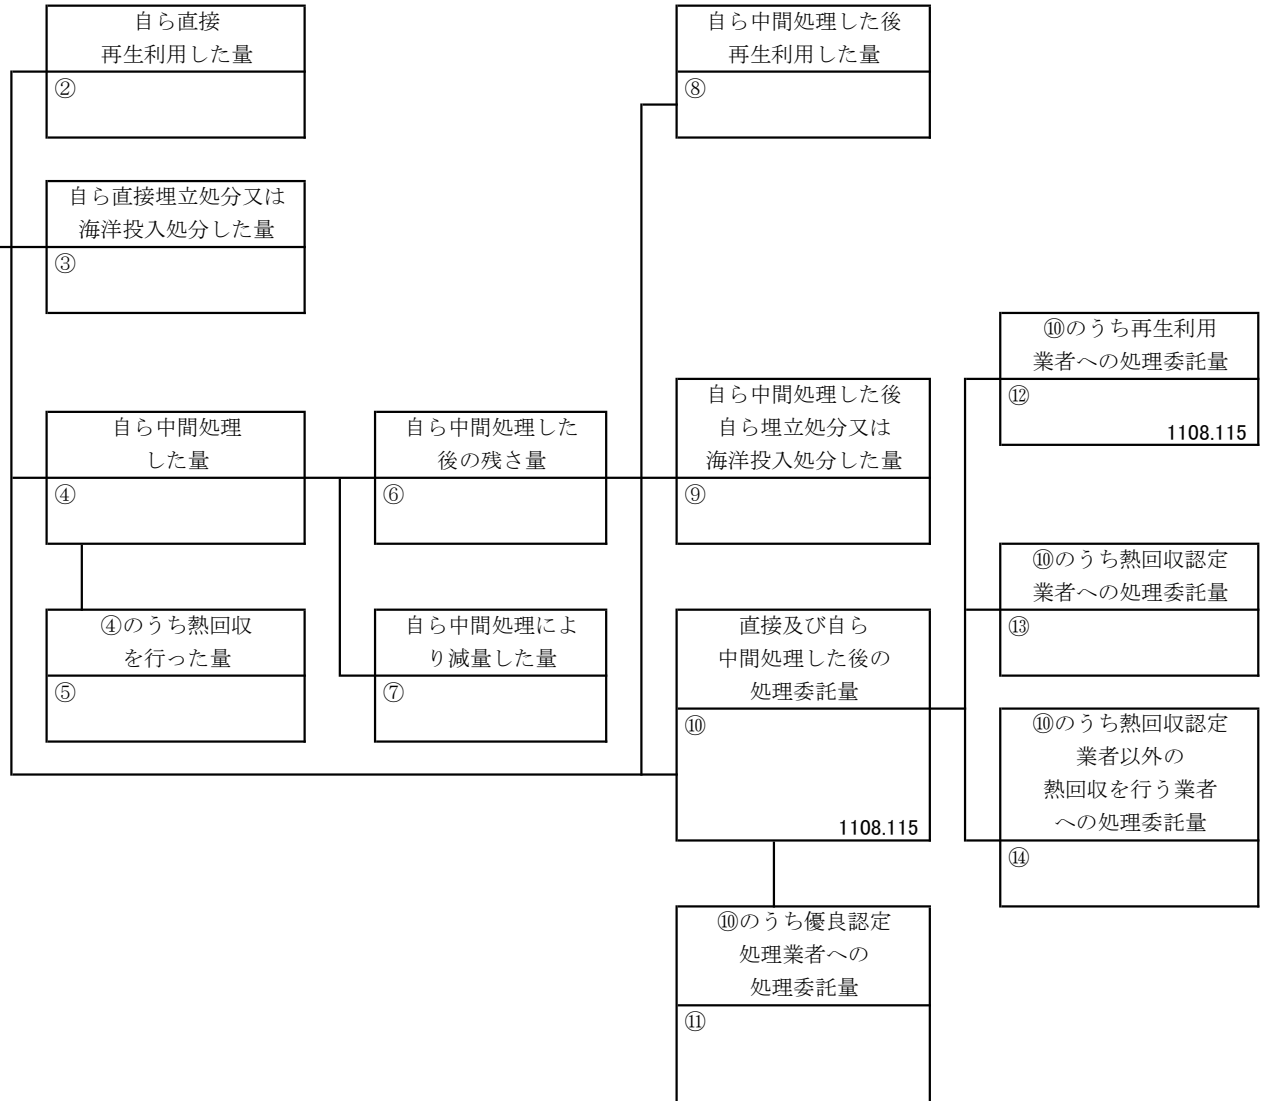 自ら直接
再生利用した量
②
自ら中間処理した後
再生利用した量
⑧
自ら直接埋立処分又は
海洋投入処分した量
③
⑩のうち再生利用
業者への処理委託量
⑫
1108.115
自ら中間処理
した量
④
自ら中間処理した
後の残さ量
⑥
自ら中間処理した後
自ら埋立処分又は
海洋投入処分した量
⑨
⑩のうち熱回収認定
業者への処理委託量
⑬
④のうち熱回収
を行った量
⑤
自ら中間処理によ
り減量した量
⑦
直接及び自ら
中間処理した後の
処理委託量
⑩
1108.115
⑩のうち熱回収認定
業者以外の
熱回収を行う業者
への処理委託量
⑭
⑩のうち優良認定
処理業者への
処理委託量
⑪